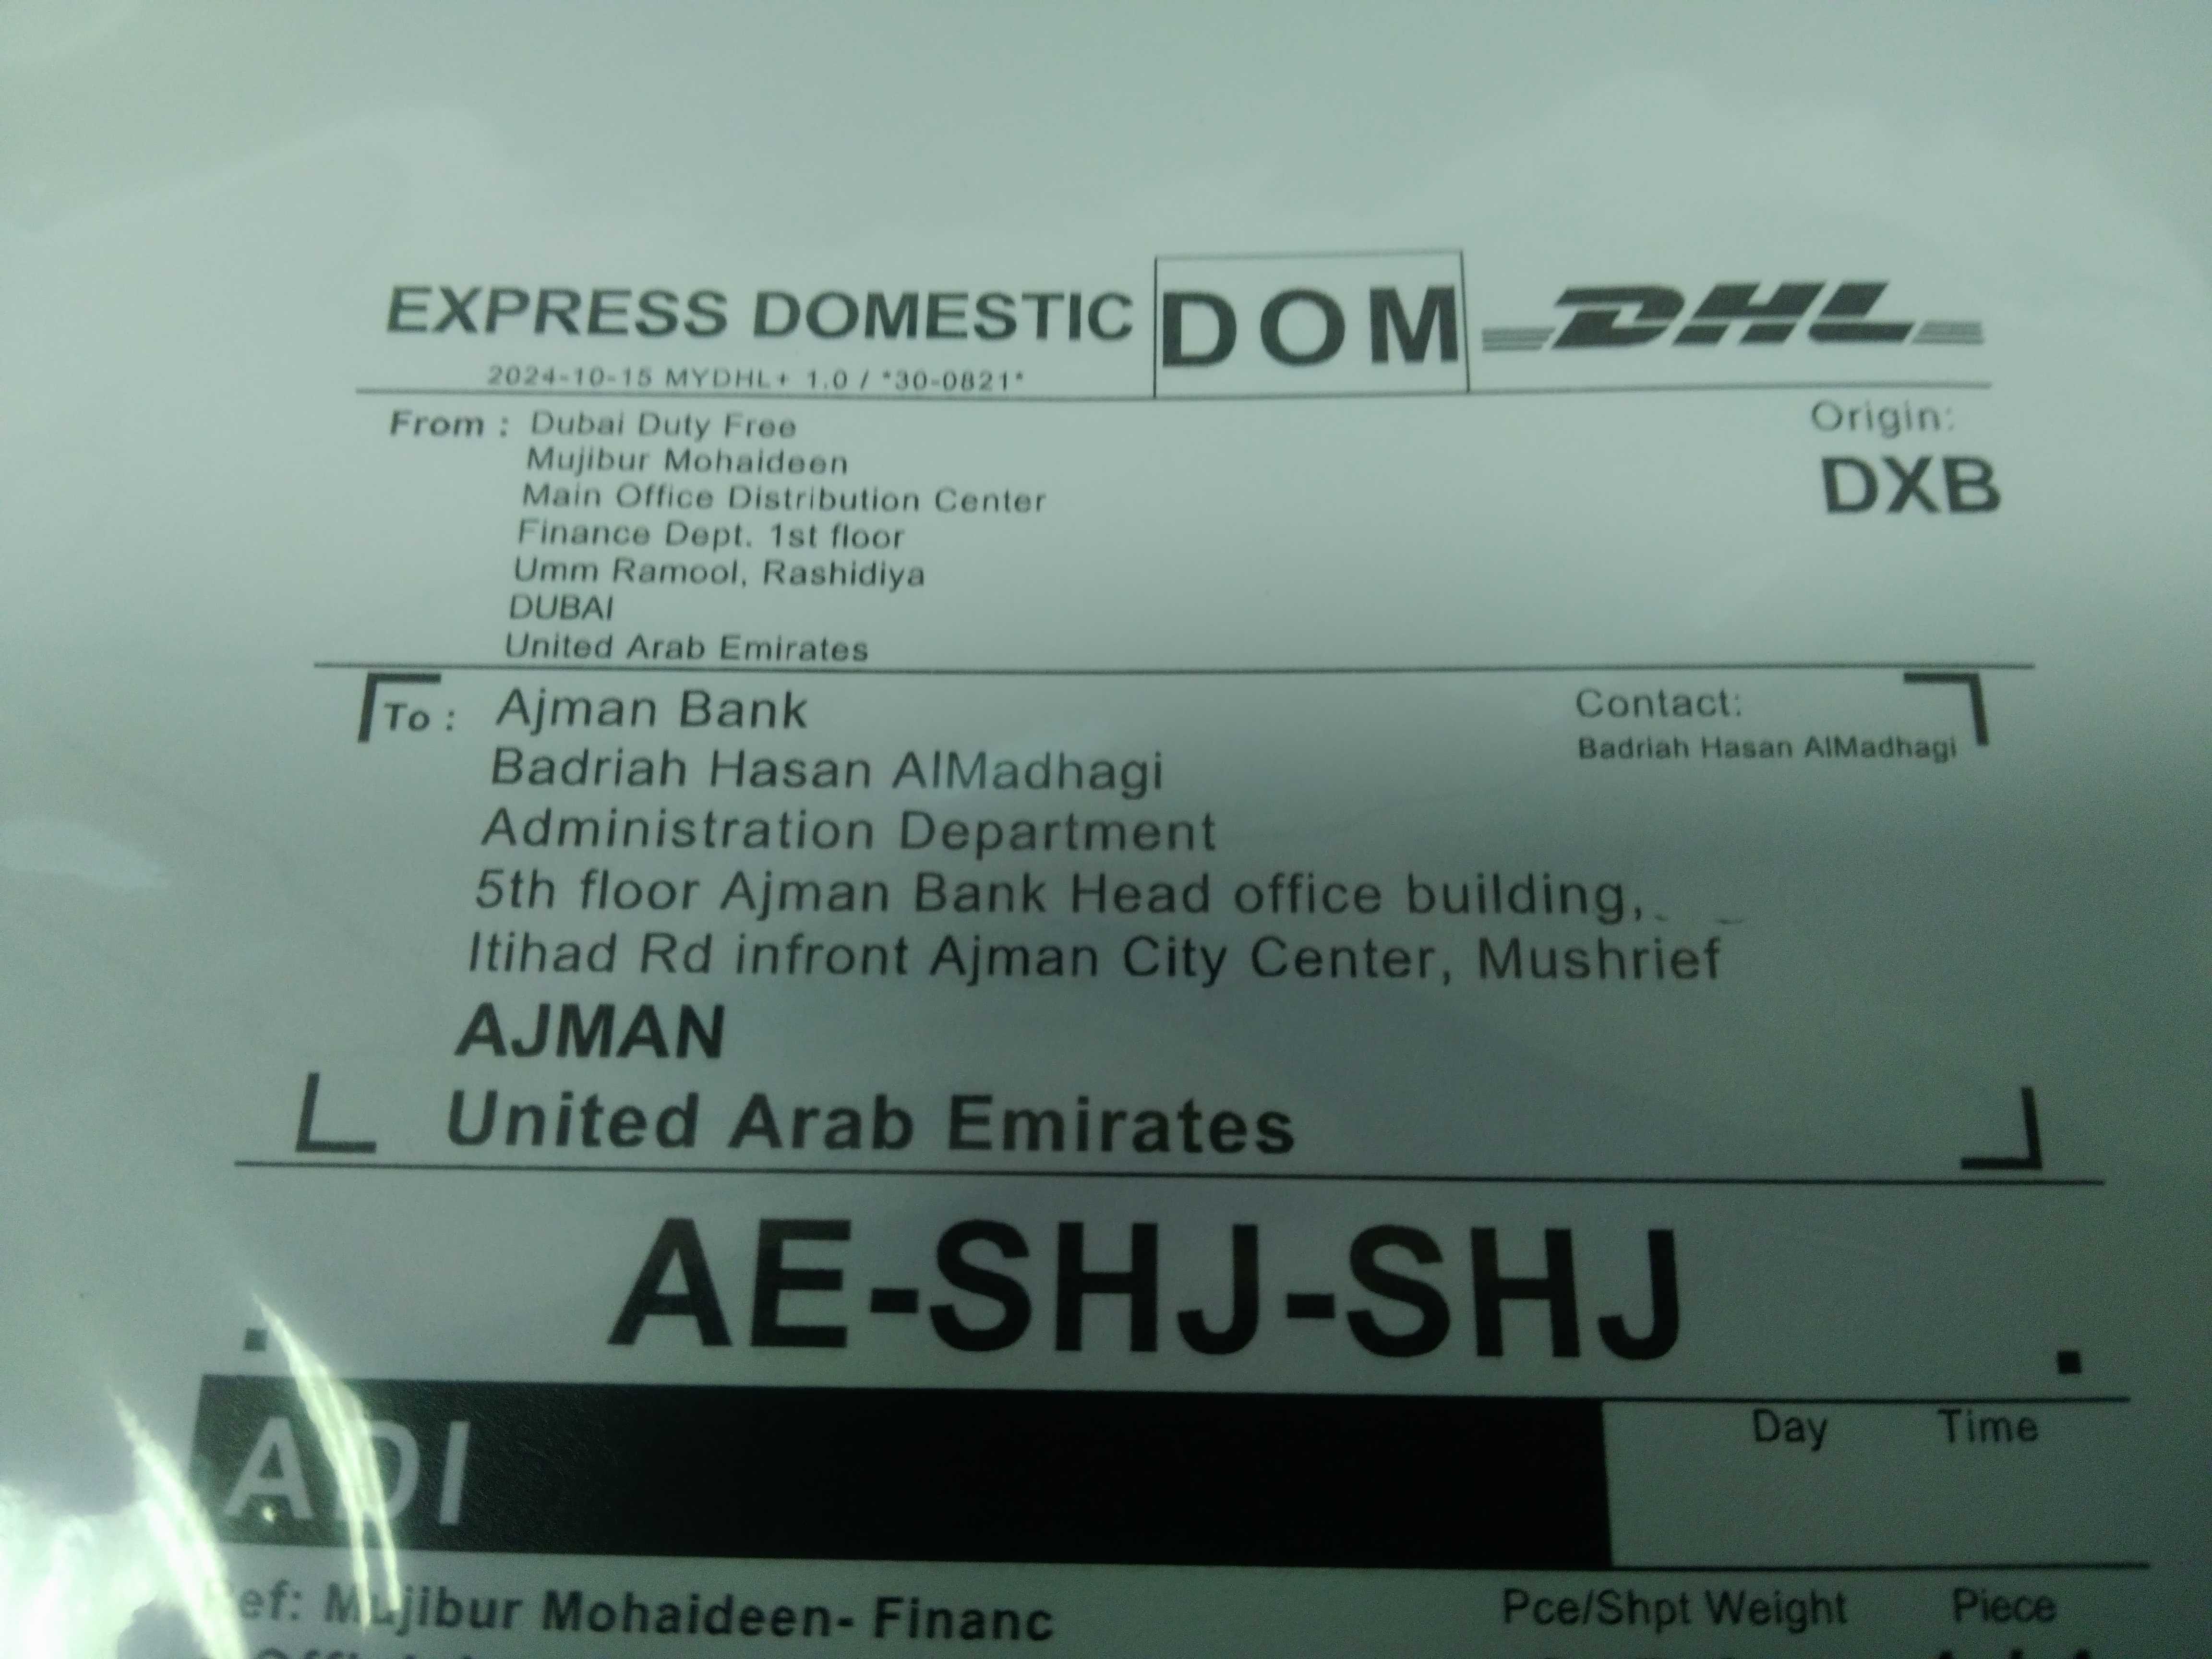 EXPRESS DOMESTIC DOM DHL
2024-10-15 MYDHL+ 1.0 / *30-0821*
From : Dubai Duty Free
Mujibur Mohaideen
Main Office Distribution Center
Finance Dept. 1st floor
Umm Ramool, Rashidiya
DUBAI
United Arab Emirates
Origin:
DXB
To : Ajman Bank
Badriah Hasan AlMadhagi
Administration Department
5th floor Ajman Bank Head office building,
Itihad Rd infront Ajman City Center, Mushrief
AJMAN
United Arab Emirates
Contact:
Badriah Hasan AlMadhagi
AE-SHJ-SHJ
ADI
Day Time
Ref: Mujibur Mohaideen- Financ
Pce/Shpt Weight Piece